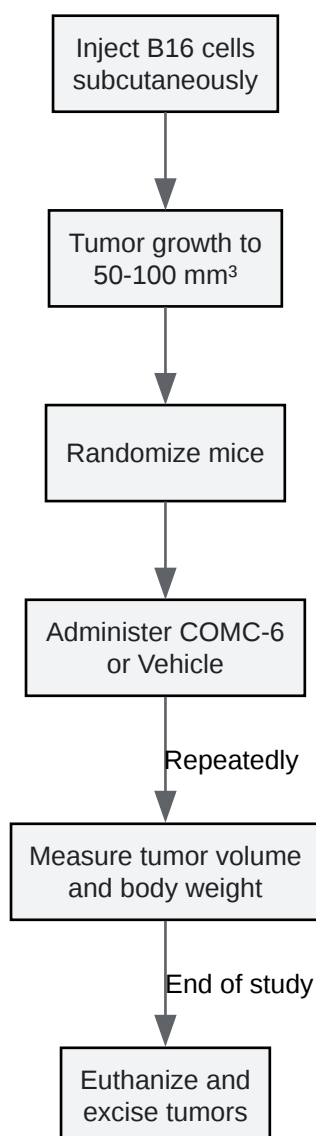 Inject B16 cells
subcutaneously
Tumor growth to
50-100 mm³
Randomize mice
Administer COMC-6
or Vehicle
Repeatedly
Measure tumor volume
and body weight
End of study
Euthanize and
excise tumors